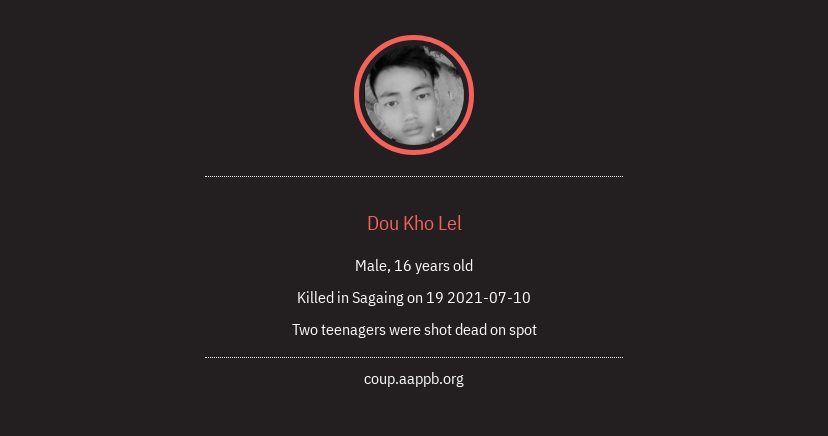 Dou Kho Lel
Male, 16 years old
Killed in Sagaing on 19 2021-07-10
Two teenagers were shot dead on spot
coup.aappb.org